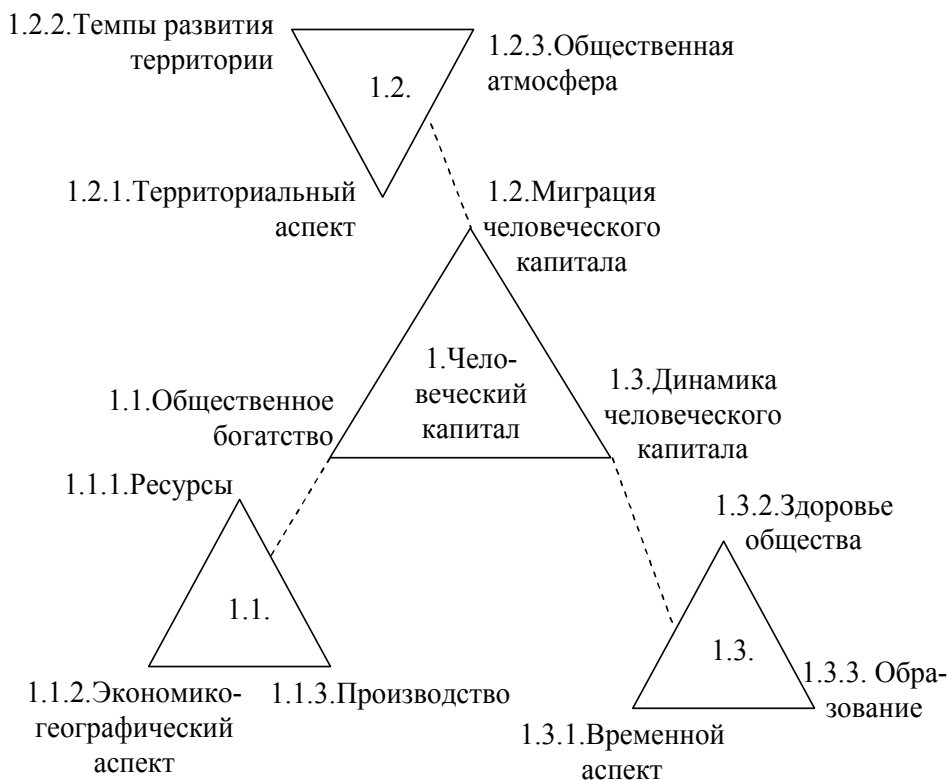 1.2.2.Темпы развития
территории
1.2.
1.2.3.Общественная
атмосфера
1.2.1.Территориальный
аспект
1.2.Миграция
человеческого
капитала
1.1.Общественное
богатство
1.Чело-
веческий
капитал
1.3.Динамика
человеческого
капитала
1.1.1.Ресурсы
1.1.
1.1.2.Экономико-
географический
аспект
1.1.3.Производство
1.3.2.Здоровье
общества
1.3.
1.3.3. Обра-
зование
1.3.1.Временной
аспект